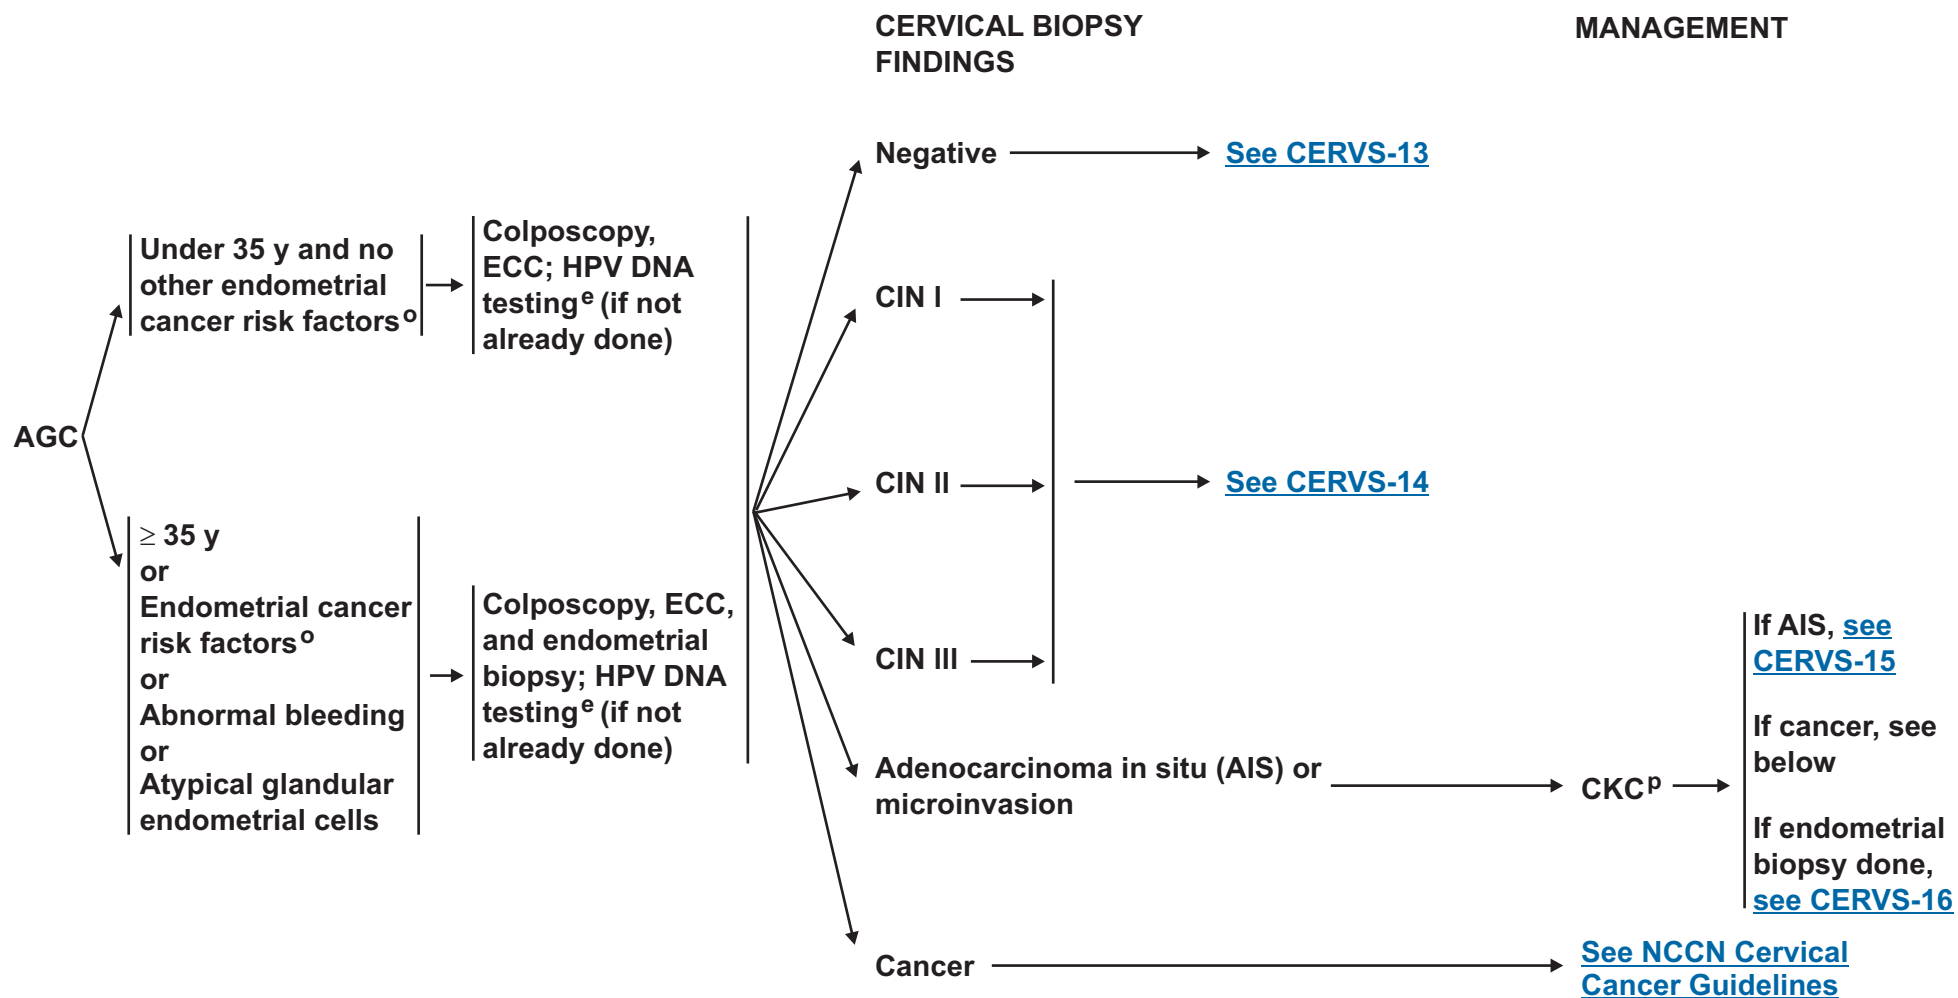 CERVICAL BIOPSY
FINDINGS
MANAGEMENT
AGC
Under 35 y and no
other endometrial
cancer risk factors o
Colposcopy,
ECC; HPV DNA
testing e (if not
already done)
≥ 35 y
or
Endometrial cancer
risk factors o
or
Abnormal bleeding
or
Atypical glandular
endometrial cells
Colposcopy, ECC,
and endometrial
biopsy; HPV DNA
testing e (if not
already done)
Negative
See CERVS-13
CIN I
CIN II
CIN III
See CERVS-14
Adenocarcinoma in situ (AIS) or
microinvasion
CKC p
If AIS, see
CERVS-15
If cancer, see
below
If endometrial
biopsy done,
see CERVS-16
Cancer
See NCCN Cervical
Cancer Guidelines